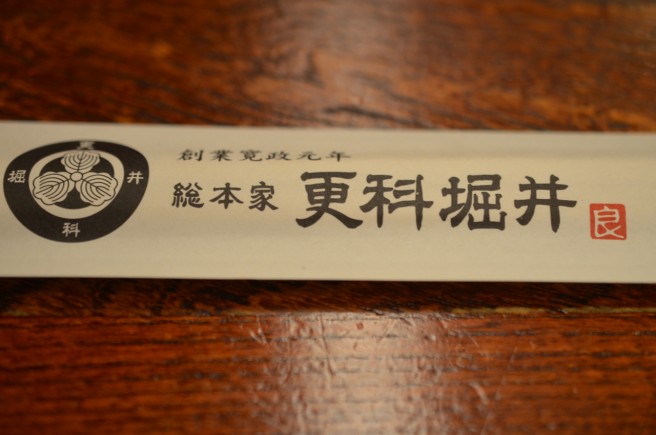 更
堀 井
科
創業寛政元年
総本家 更科堀井
良